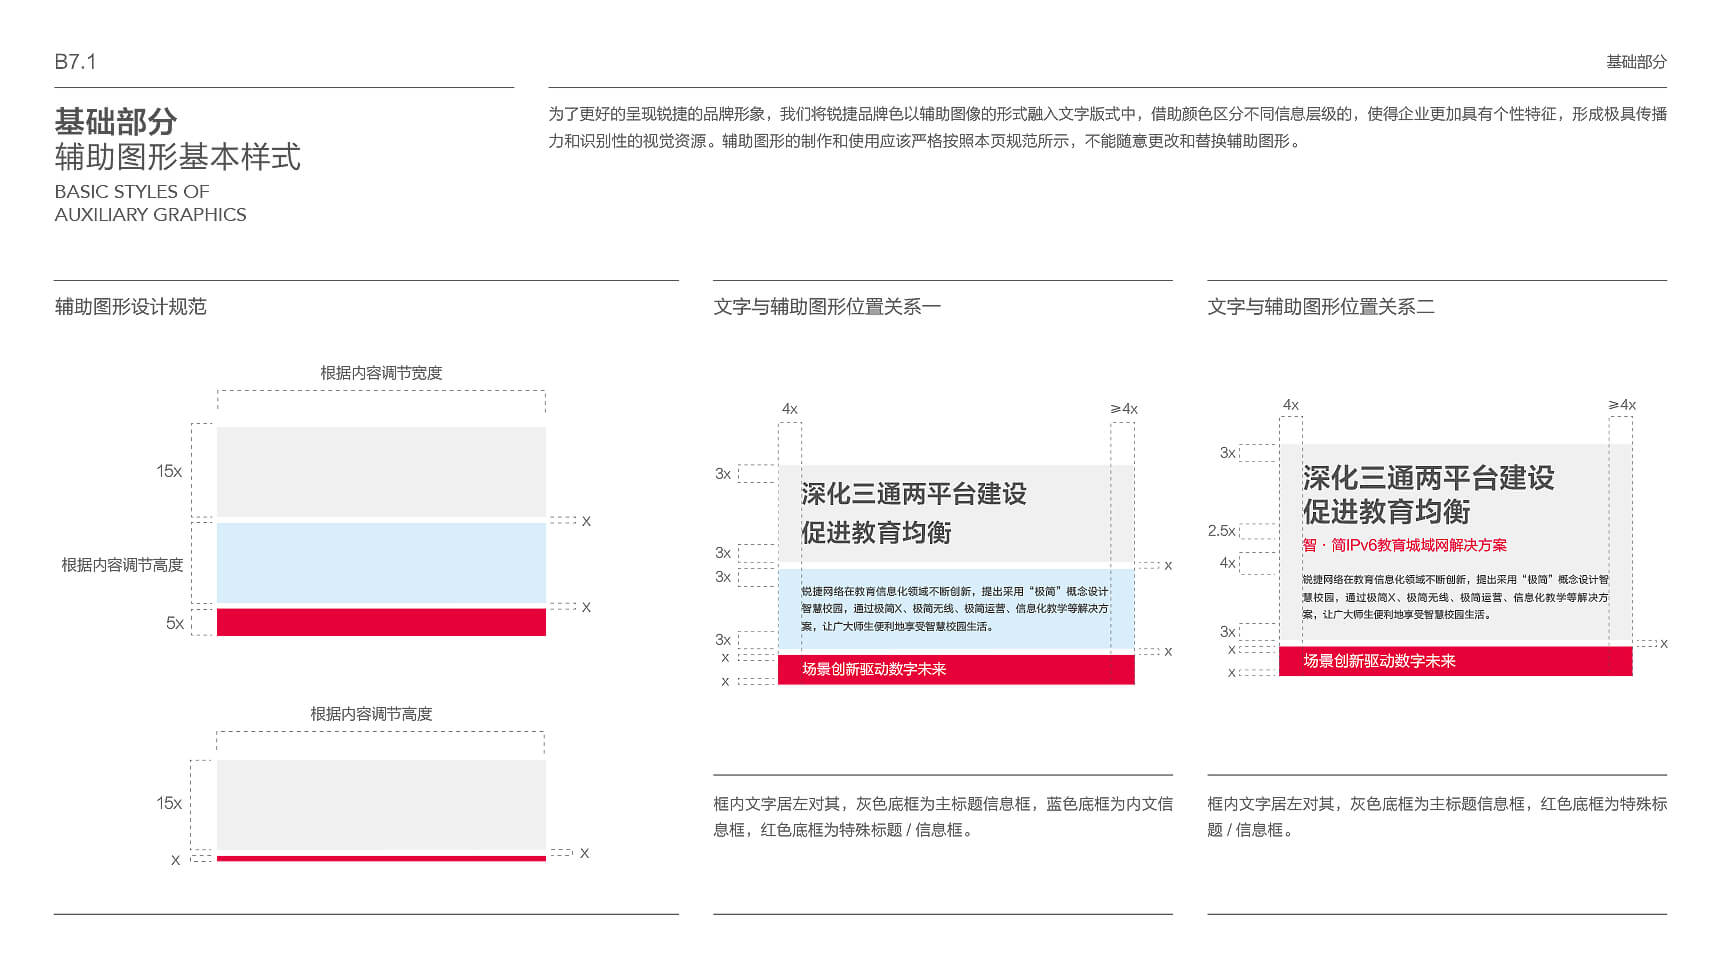 B7.1
基础部分
基础部分
辅助图形基本样式
BASIC STYLES OF
AUXILIARY GRAPHICS
为了更好的呈现锐捷的品牌形象，我们将锐捷品牌色以辅助图像的形式融入文字版式中，借助颜色区分不同信息层级的，使得企业更加具有个性特征，形成极具传播
力和识别性的视觉资源。辅助图形的制作和使用应该严格按照本页规范所示，不能随意更改和替换辅助图形。
辅助图形设计规范
根据内容调节宽度
15x
x
根据内容调节高度
x
5x
根据内容调节高度
15x
x
x
文字与辅助图形位置关系一
4x
≥4x
3x
深化三通两平台建设
促进教育均衡
3x
x
3x
锐捷网络在教育信息化领域不断创新，提出采用“极简”概念设计
智慧校园，通过极简X、极简无线、极简运营、信息化教学等解决方
案，让广大师生便利地享受智慧校园生活。
3x
x
x
场景创新驱动数字未来
x
框内文字居左对其，灰色底框为主标题信息框，蓝色底框为内文信
息框，红色底框为特殊标题 / 信息框。
文字与辅助图形位置关系二
4x
≥4x
3x
深化三通两平台建设
促进教育均衡
2.5x
智 · 简IPv6教育城域网解决方案
4x
锐捷网络在教育信息化领域不断创新，提出采用“极简”概念设计智
慧校园，通过极简X、极简无线、极简运营、信息化教学等解决方
案，让广大师生便利地享受智慧校园生活。
3x
x
x
场景创新驱动数字未来
x
框内文字居左对其，灰色底框为主标题信息框，红色底框为特殊标
题 / 信息框。